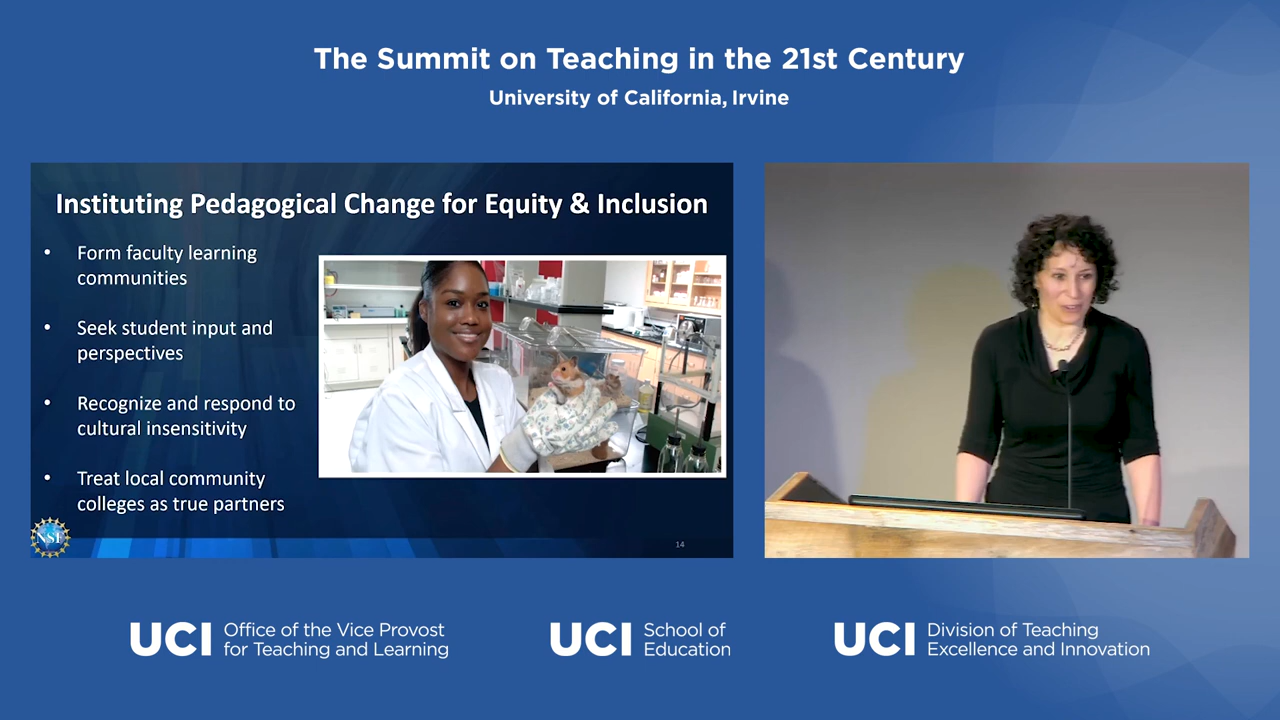 The Summit on Teaching in the 21st Century
University of California, Irvine
Instituting Pedagogical Change for Equity & Inclusion
• Form faculty learning
communities
• Seek student input and
perspectives
• Recognize and respond to
cultural insensitivity
• Treat local community
colleges as true partners
NSF
14
UCI Office of the Vice Provost
for Teaching and Learning
UCI School of
Education
UCI Division of Teaching
Excellence and Innovation